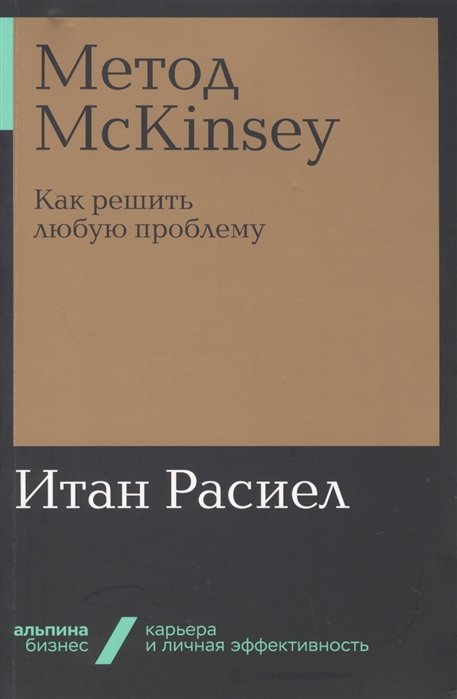 Метод
McKinsey
Как решить
любую проблему
Итан Расиел
альпина
бизнес
карьера
и личная эффективность